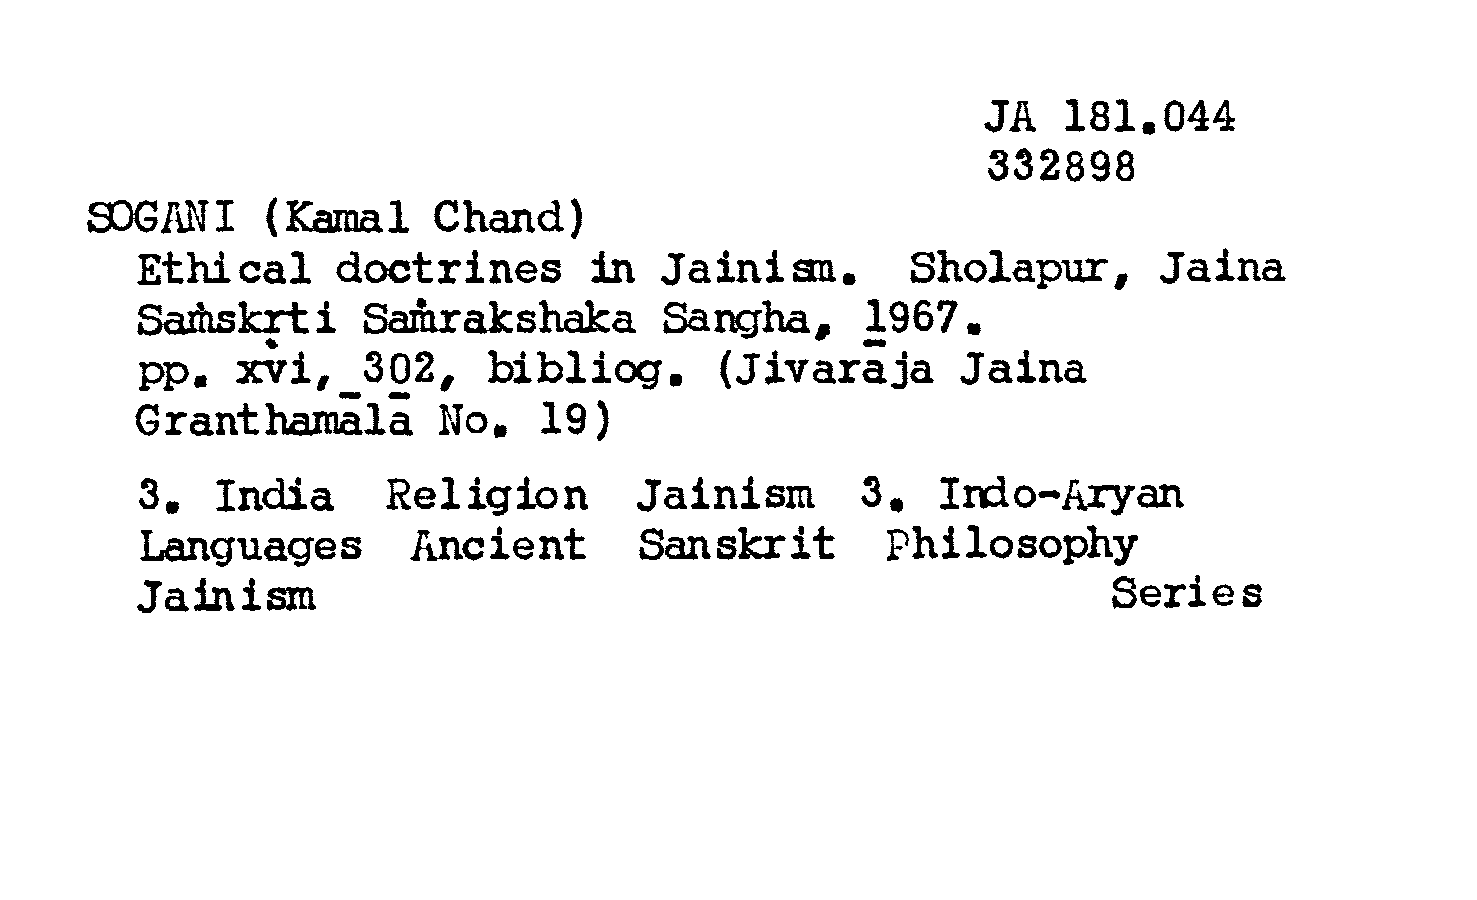 JA 181.044
332898
SOGANI (Kamal Chand)
Ethical doctrines in Jainism. Sholapur, Jaina
Saṁskṛti Saṁrakshaka Sangha, 1967.
pp. xvi, 302, bibliog. (Jivarāja Jaina
Granthamālā No. 19)
3. India Religion Jainism 3. Indo-Aryan
Languages Ancient Sanskrit Philosophy
Jainism Series